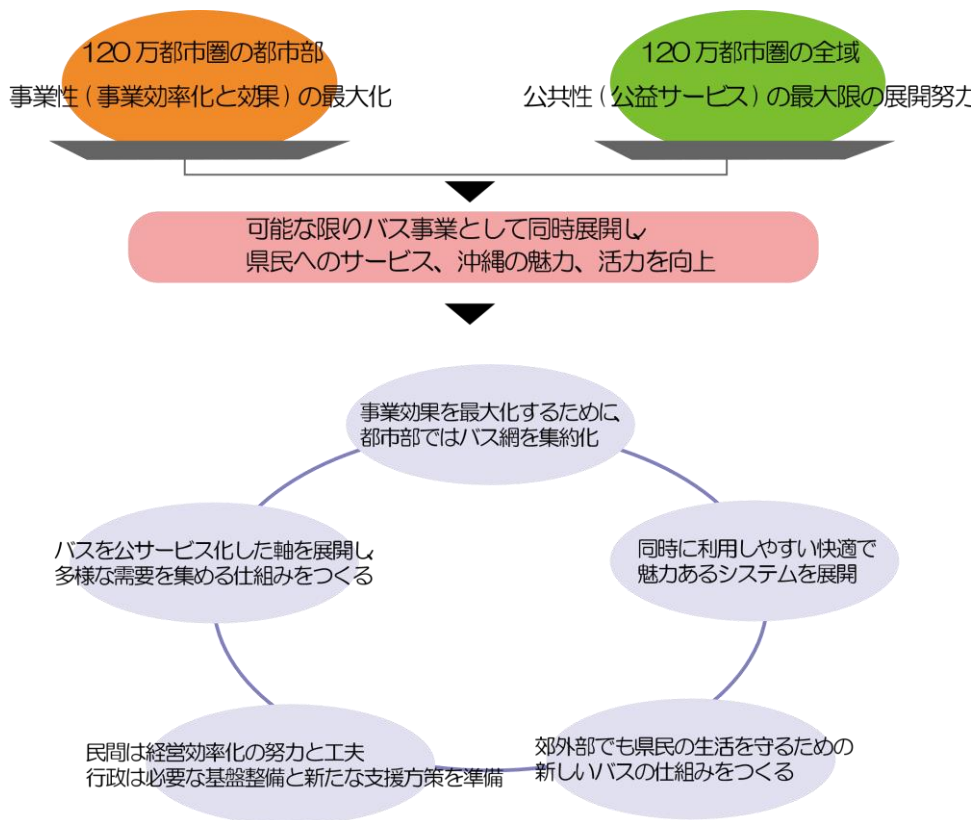 120万都市圏の都市部
事業性(事業効率化と効果)の最大化
120万都市圏の全域
公共性(公益サービス)の最大限の展開努力
可能な限りバス事業として同時展開し、
県民へのサービス、沖縄の魅力、活力を向上
事業効果を最大化するために、
都市部ではバス網を集約化
バスを公サービス化した軸を展開し、
多様な需要を集める仕組みをつくる
同時に利用しやすい快適で
魅力あるシステムを展開
民間は経営効率化の努力と工夫
行政は必要な基盤整備と新たな支援方策を準備
郊外部でも県民の生活を守るための
新しいバスの仕組みをつくる